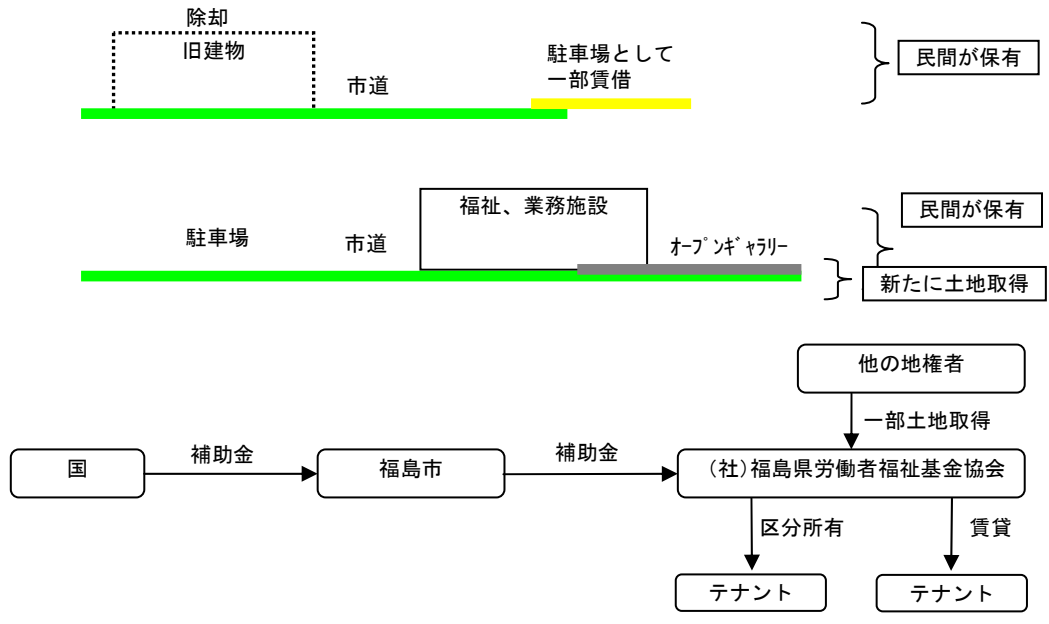 除却
旧建物
市道
駐車場として
一部賃借
民間が保有
福祉、業務施設
民間が保有
駐車場
市道
ｵｰﾌﾟﾝｷﾞｬﾗﾘｰ
新たに土地取得
他の地権者
一部土地取得
国
補助金
福島市
補助金
（社）福島県労働者福祉基金協会
区分所有
賃貸
テナント
テナント